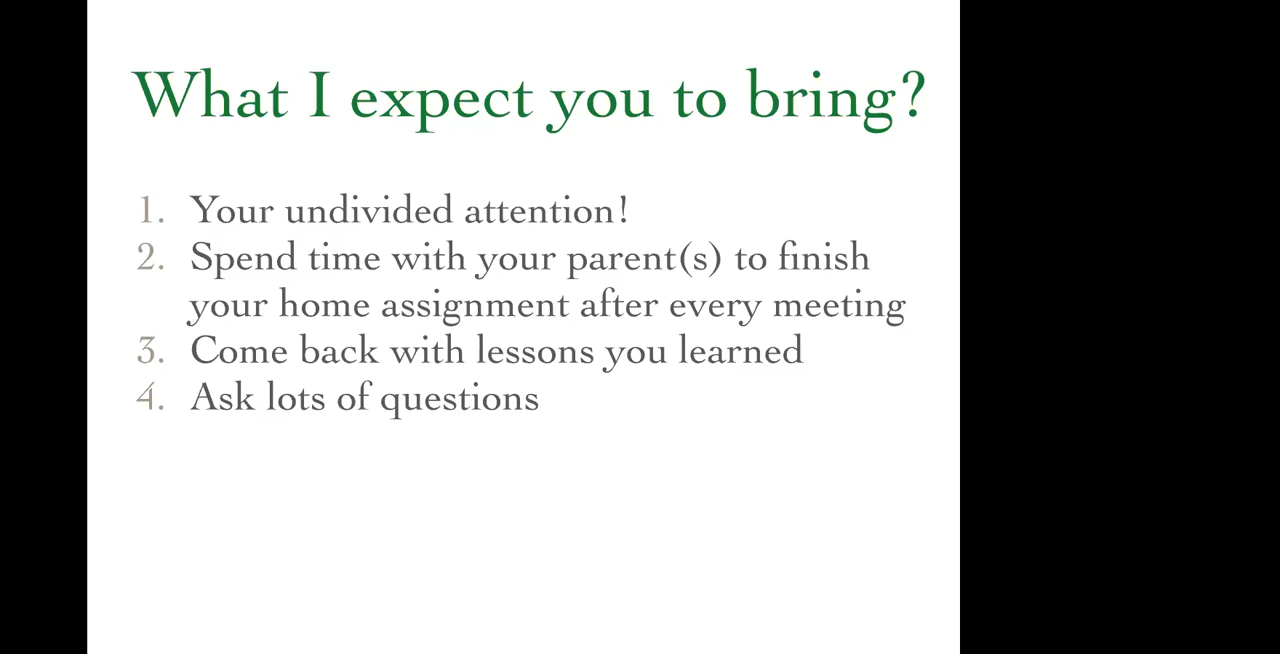 What I expect you to bring?
1. Your undivided attention!
2. Spend time with your parent(s) to finish
your home assignment after every meeting
3. Come back with lessons you learned
4. Ask lots of questions